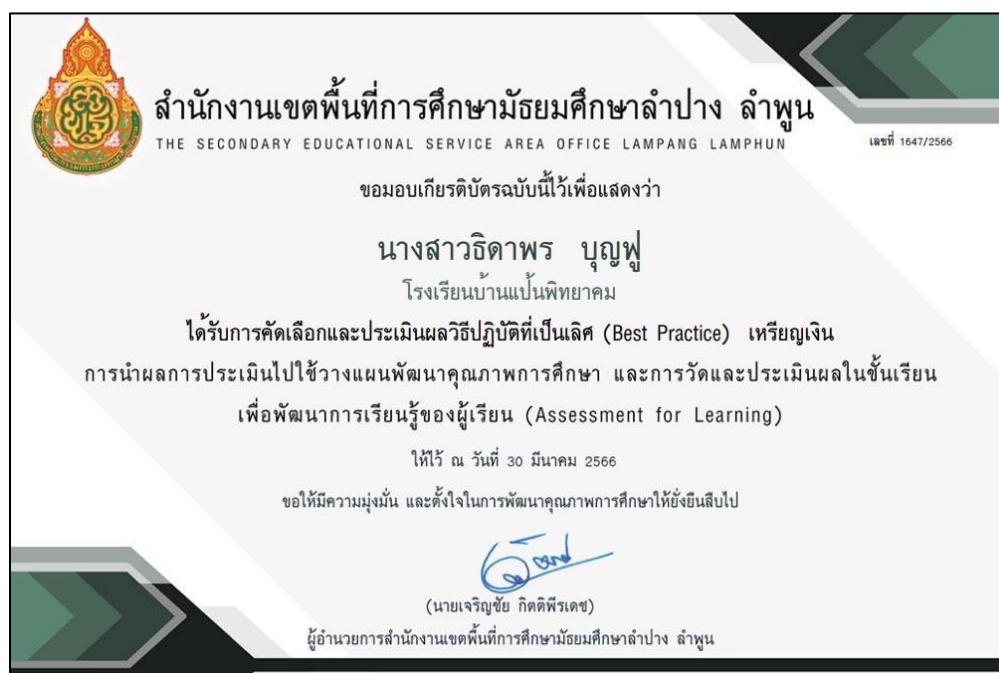 สำนักงานเขตพื้นที่การศึกษามัธยมศึกษาลำปาง ลำพูน
THE SECONDARY EDUCATIONAL SERVICE AREA OFFICE LAMPANG LAMPHUN
เลขที่ 1647/2566
ขอมอบเกียรติบัตรฉบับนี้ไว้เพื่อแสดงว่า
นางสาวธิดาพร บุญฟู
โรงเรียนบ้านแป้นพิทยาคม
ได้รับการคัดเลือกและประเมินผลวิธีปฏิบัติที่เป็นเลิศ (Best Practice) เหรียญเงิน
การนำผลการประเมินไปใช้วางแผนพัฒนาคุณภาพการศึกษา และการวัดและประเมินผลในชั้นเรียน
เพื่อพัฒนาการเรียนรู้ของผู้เรียน (Assessment for Learning)
ให้ไว้ ณ วันที่ 30 มีนาคม 2566
ขอให้มีความมุ่งมั่น และตั้งใจในการพัฒนาคุณภาพการศึกษาให้ยั่งยืนสืบไป
(นายเจริญชัย กิตติพีรเดช)
ผู้อำนวยการสำนักงานเขตพื้นที่การศึกษามัธยมศึกษาลำปาง ลำพูน